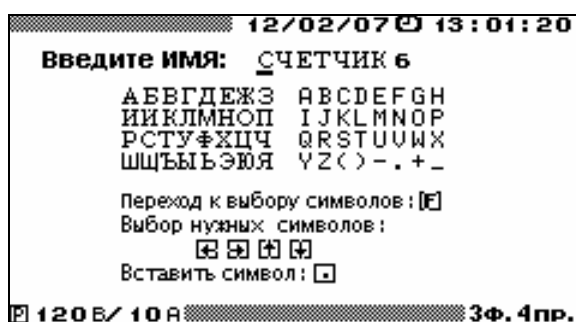 12/02/07 13:01:20
Введите ИМЯ: СЧЕТЧИК 6
АБВГДЕЖЗ ABCDEFGH
ИЙКЛМНОП IJKLMNOP
РСТУФХЦЧ QRSTUVWX
ШЩЪЫЬЭЮЯ YZ()-.+_
Переход к выбору символов: [F]
Выбор нужных символов:
← → ↑ ↓
Вставить символ: [.]
P 120В/ 10А 3Ф.4пр.